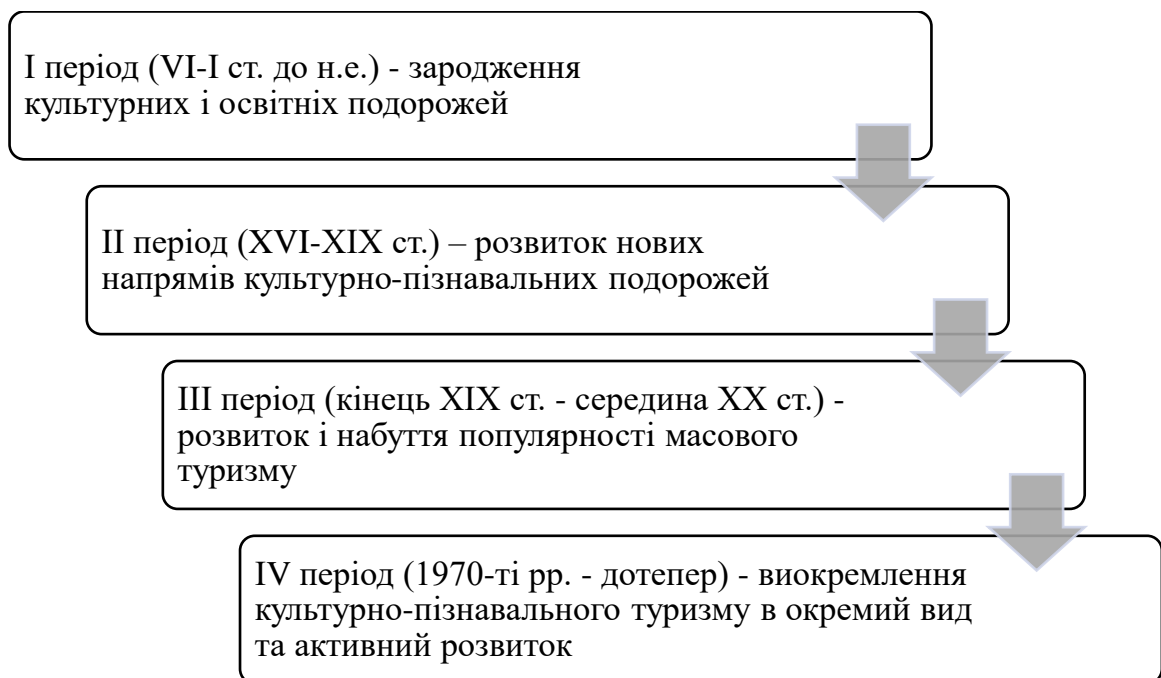 I період (VI-I ст. до н.е.) - зародження
культурних і освітніх подорожей
II період (XVI-XIX ст.) – розвиток нових
напрямів культурно-пізнавальних подорожей
III період (кінець XIX ст. - середина XX ст.) -
розвиток і набуття популярності масового
туризму
IV період (1970-ті рр. - дотепер) - виокремлення
культурно-пізнавального туризму в окремий вид
та активний розвиток